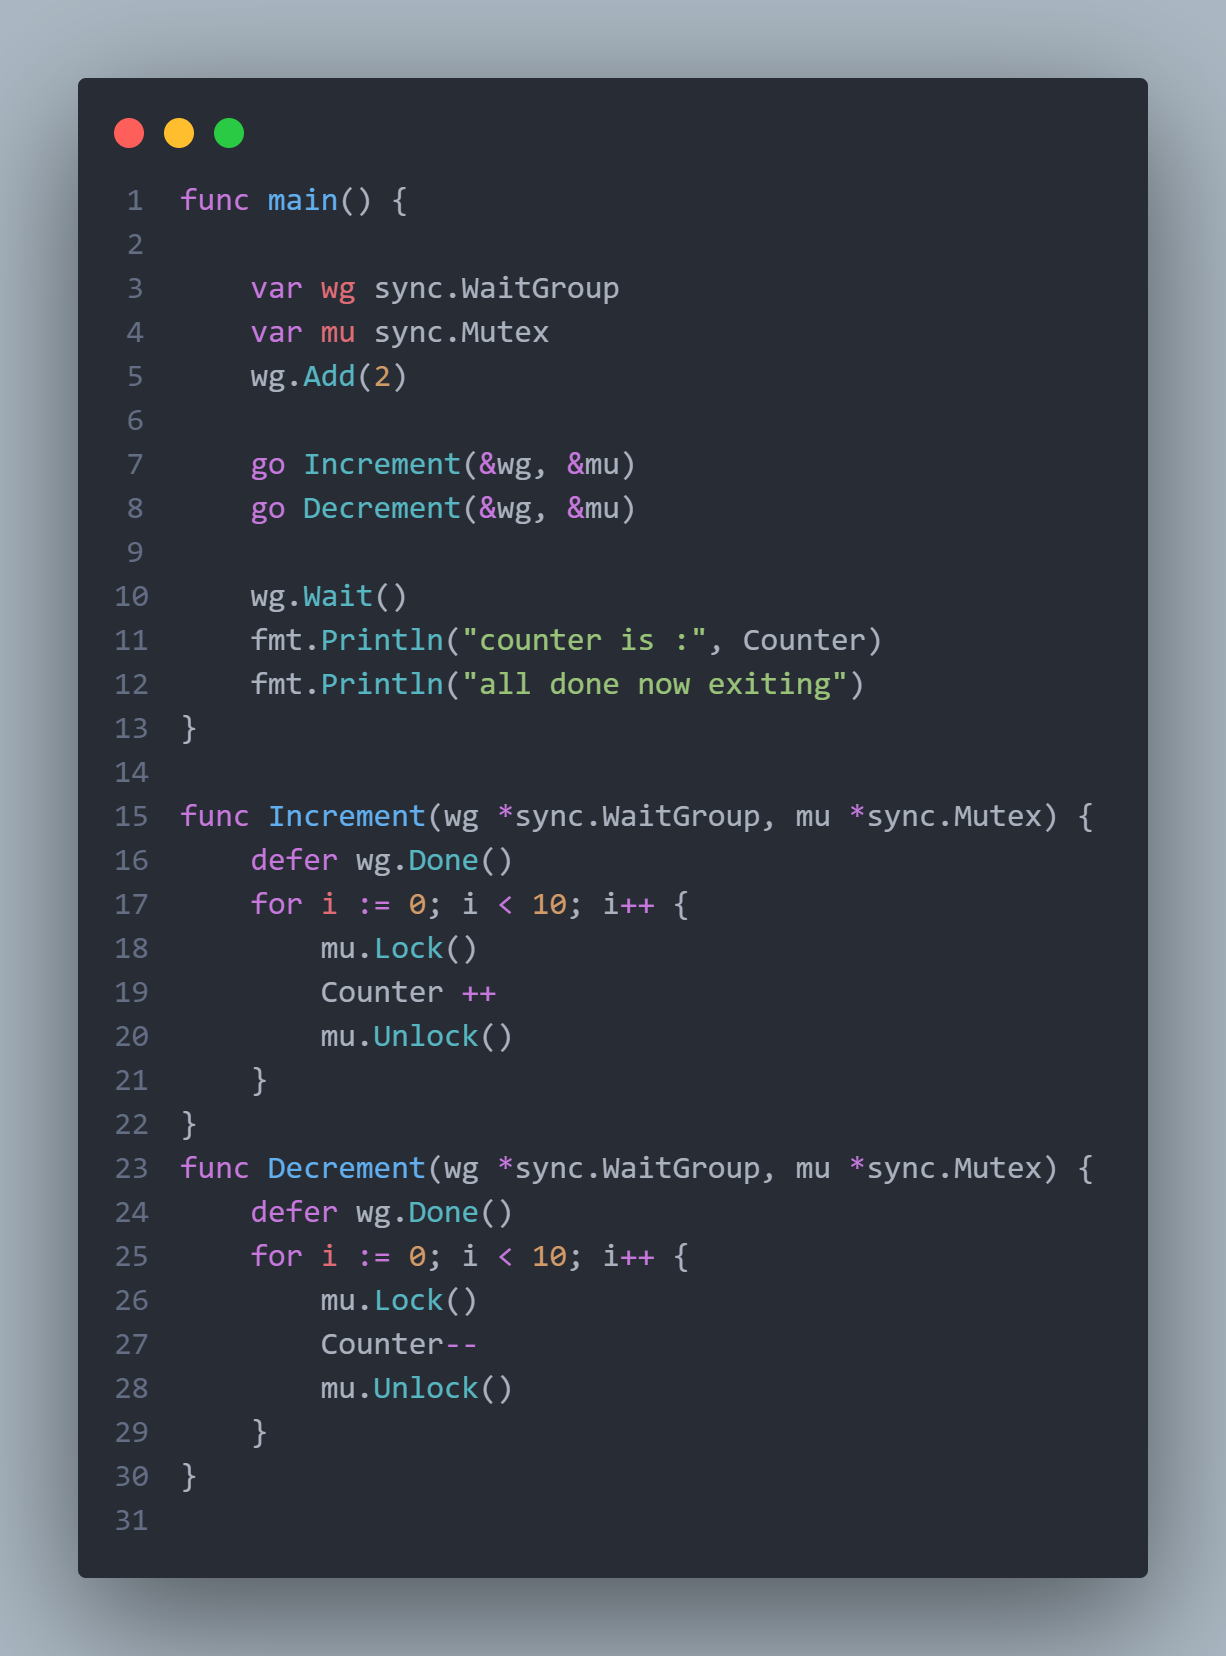 1 func main() {
2
3     var wg sync.WaitGroup
4     var mu sync.Mutex
5     wg.Add(2)
6
7     go Increment(&wg, &mu)
8     go Decrement(&wg, &mu)
9
10     wg.Wait()
11     fmt.Println("counter is :", Counter)
12     fmt.Println("all done now exiting")
13 }
14
15 func Increment(wg *sync.WaitGroup, mu *sync.Mutex) {
16     defer wg.Done()
17     for i := 0; i < 10; i++ {
18         mu.Lock()
19         Counter ++
20         mu.Unlock()
21     }
22 }
23 func Decrement(wg *sync.WaitGroup, mu *sync.Mutex) {
24     defer wg.Done()
25     for i := 0; i < 10; i++ {
26         mu.Lock()
27         Counter--
28         mu.Unlock()
29     }
30 }
31